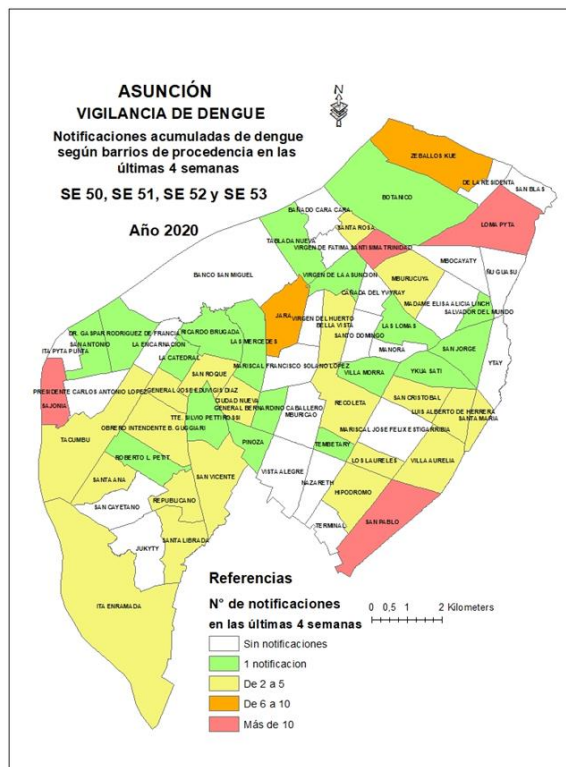 ASUNCIÓN
VIGILANCIA DE DENGUE
Notificaciones acumuladas de dengue
según barrios de procedencia en las
últimas 4 semanas
SE 50, SE 51, SE 52 y SE 53
Año 2020
N
ZEBALLOS KUE
DE LA RESIDENTA
SAN BLAS
BOTANICO
BAÑADO CARA CARA
LOMA PYTA
SANTA ROSA
TABLADA NUEVA
VIRGEN DE FATIMA
SANTISIMA TRINIDAD
MBOCAYATY
ÑU GUASU
BANCO SAN MIGUEL
VIRGEN DE LA ASUNCION
MBURUCUYA
CAÑADA DEL YVYRAY
MADAME ELISA ALICIA LINCH
SALVADOR DEL MUNDO
JARA
VIRGEN DEL HUERTO
BELLA VISTA
LAS LOMAS
SANTO DOMINGO
DR. GASPAR RODRIGUEZ DE FRANCIA
RICARDO BRUGADA
SAN ANTONIO
LA ENCARNACION
LAS MERCEDES
MANORA
SAN JORGE
ITA PYTA PUNTA
LA CATEDRAL
MARISCAL FRANCISCO SOLANO LOPEZ
YTAY
SAN ROQUE
VILLA MORRA
YKUA SATI
PRESIDENTE CARLOS ANTONIO LOPEZ
GENERAL JOSE EDUVIGIS DIAZ
SAJONIA
CIUDAD NUEVA
GENERAL BERNARDINO CABALLERO
RECOLETA
SAN CRISTOBAL
LUIS ALBERTO DE HERRERA
TTE. SILVIO PETTIROSSI
MBURICAO
SANTA MARIA
OBRERO INTENDENTE B. GUGGIARI
MARISCAL JOSE FELIX ESTIGARRIBIA
TACUMBU
PINOZA
TEMBETARY
ROBERTO L. PETIT
LOS LAURELES
VILLA AURELIA
SAN VICENTE
VISTA ALEGRE
SANTA ANA
NAZARETH
HIPODROMO
REPUBLICANO
SAN CAYETANO
SAN PABLO
TERMINAL
JUKYTY
SANTA LIBRADA
ITA ENRAMADA
Referencias
N° de notificaciones
en las últimas 4 semanas
Sin notificaciones
1 notificacion
De 2 a 5
De 6 a 10
Más de 10
0 0,5 1 2 Kilometers